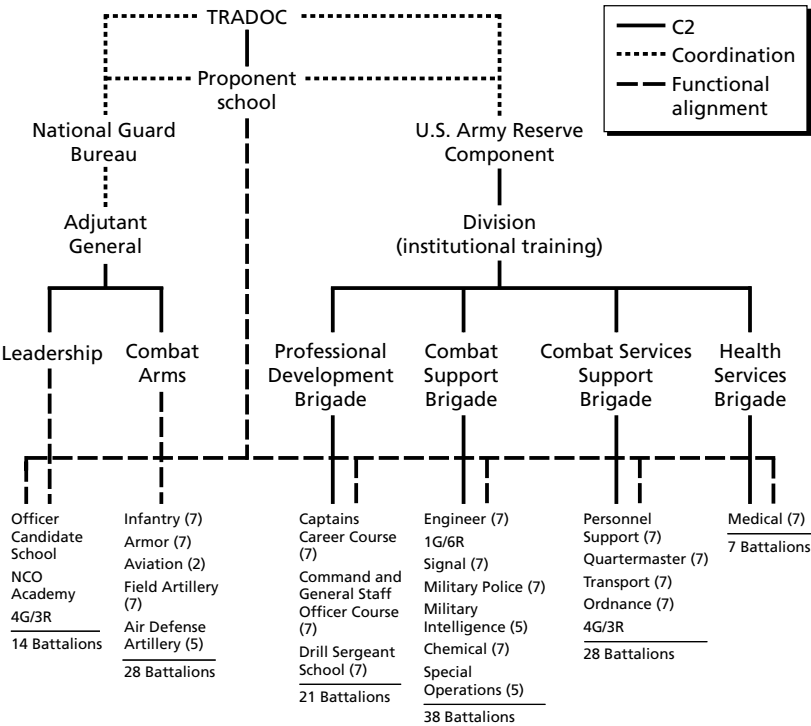 TRADOC
C2
Coordination
Functional
alignment
Proponent
school
National Guard
Bureau
U.S. Army Reserve
Component
Adjutant
General
Division
(institutional training)
Leadership
Combat
Arms
Professional
Development
Brigade
Combat
Support
Brigade
Combat Services
Support
Brigade
Health
Services
Brigade
Officer
Candidate
School
NCO
Academy
4G/3R
14 Battalions
Infantry (7)
Armor (7)
Aviation (2)
Field Artillery
(7)
Air Defense
Artillery (5)
28 Battalions
Captains
Career Course
(7)
Command and
General Staff
Officer Course
(7)
Drill Sergeant
School (7)
21 Battalions
Engineer (7)
1G/6R
Signal (7)
Military Police (7)
Military
Intelligence (5)
Chemical (7)
Special
Operations (5)
38 Battalions
Personnel
Support (7)
Quartermaster (7)
Transport (7)
Ordnance (7)
4G/3R
28 Battalions
Medical (7)
7 Battalions